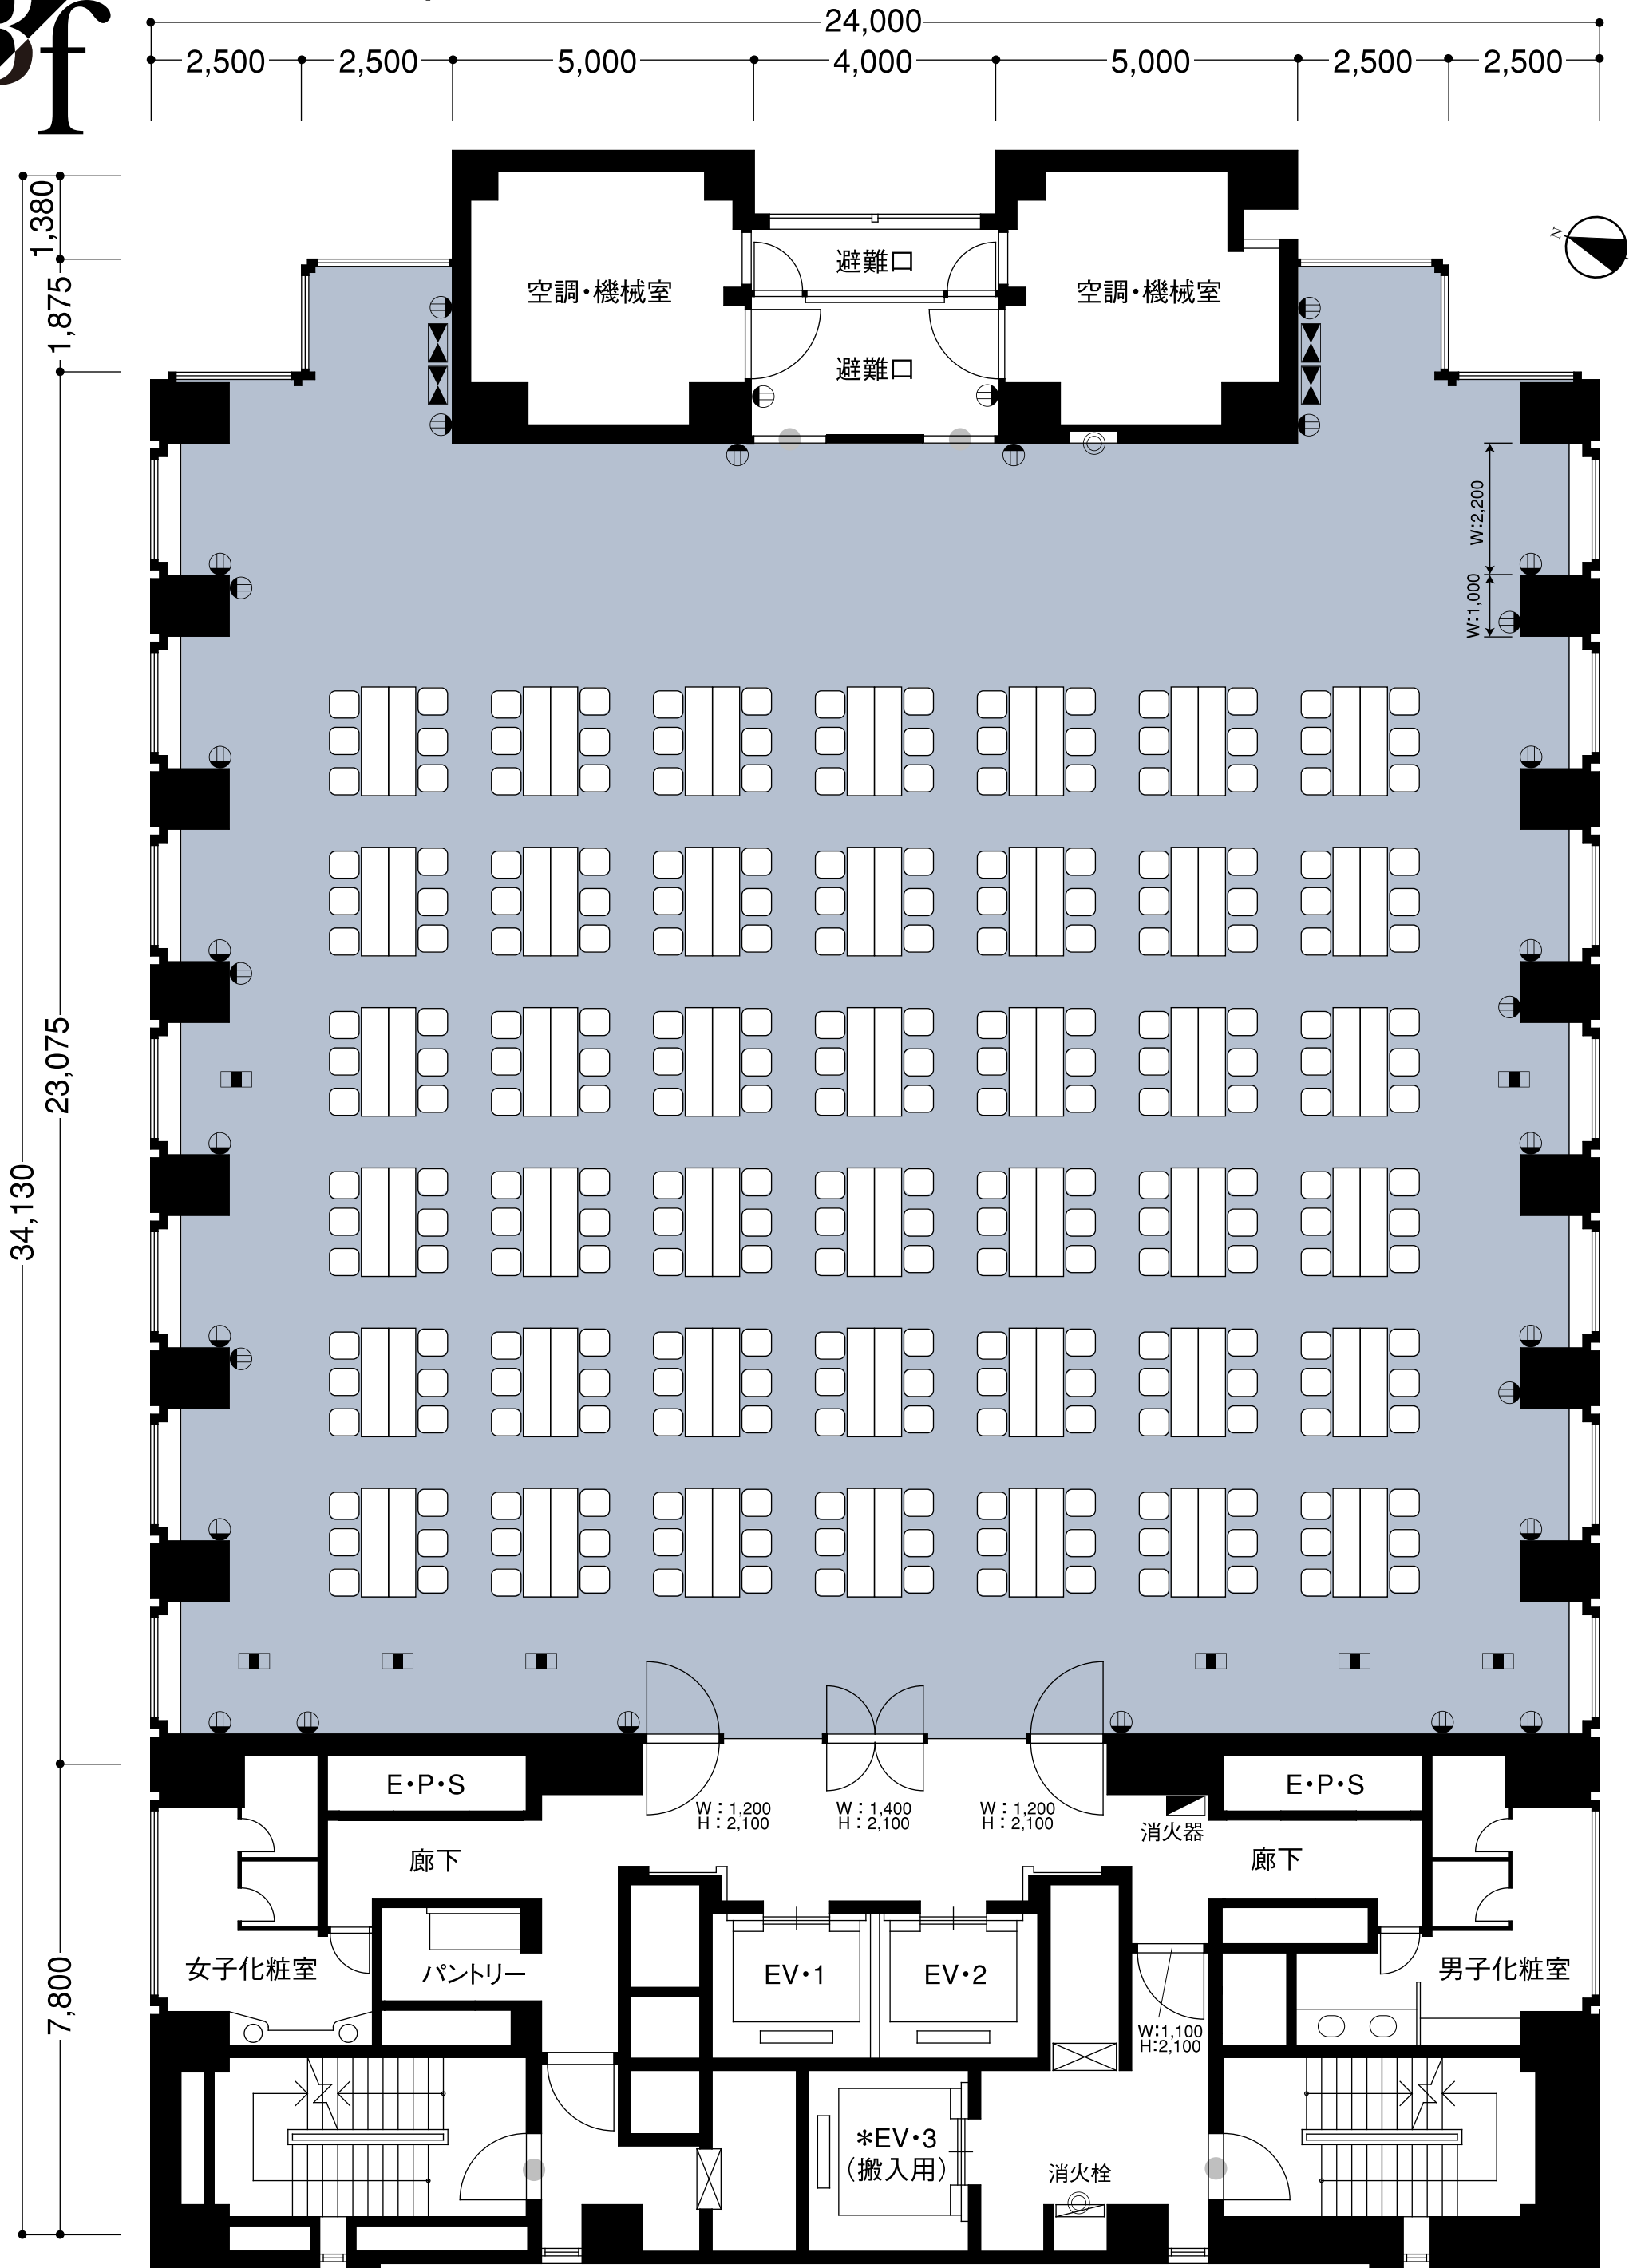 f
24,000
2,500 2,500 5,000 4,000 5,000 2,500 2,500
1,380
1,875
23,075
34,130
7,800
N
避難口
空調・機械室
空調・機械室
避難口
W:2,200
W:1,000
E・P・S
E・P・S
W : 1,200
H : 2,100
W : 1,400
H : 2,100
W : 1,200
H : 2,100
消火器
廊下
廊下
女子化粧室
パントリー
EV・1
EV・2
男子化粧室
W:1,100
H:2,100
＊EV・3
（搬入用）
消火栓